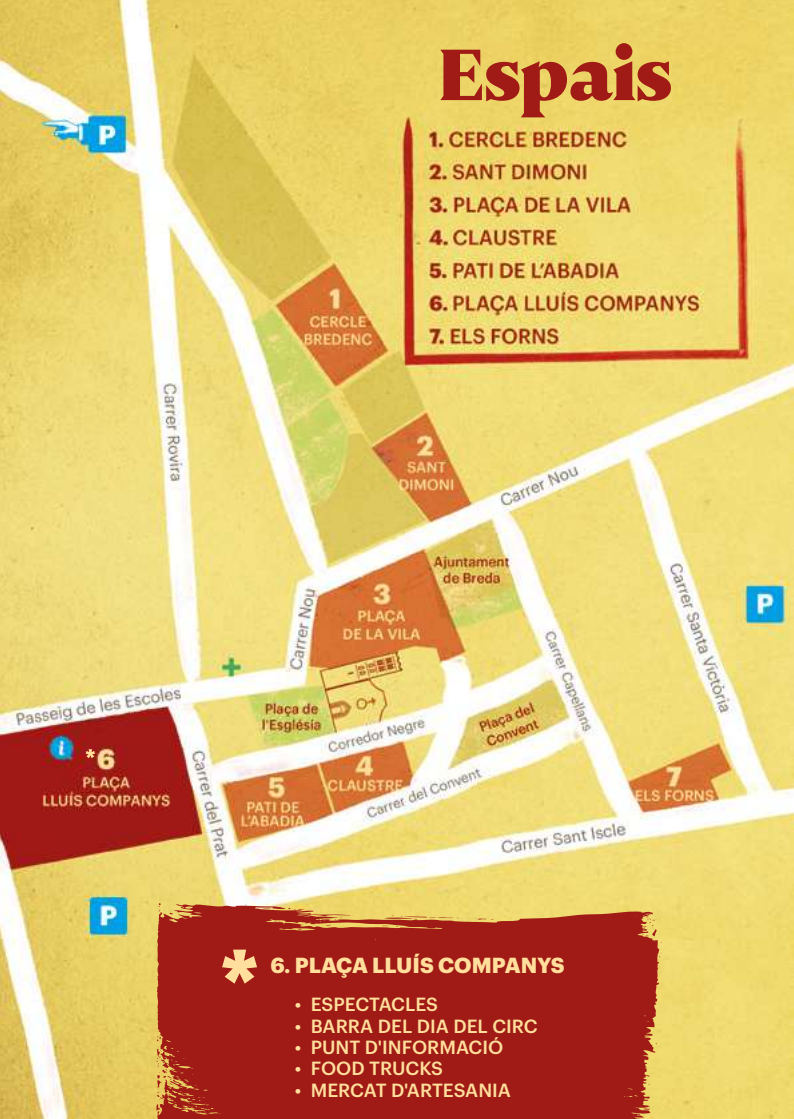 Espais
1. CERCLE BREDENC
2. SANT DIMONI
3. PLAÇA DE LA VILA
4. CLAUSTRE
5. PATI DE L'ABADIA
6. PLAÇA LLUÍS COMPANYS
7. ELS FORNS
P
1
CERCLE
BREDENC
Carrer Rovira
2
SANT
DIMONI
Carrer Nou
Ajuntament
de Breda
3
PLAÇA
DE LA VILA
Carrer Nou
Carrer Santa Victòria
P
Carrer Capellans
Passeig de les Escoles
Plaça de
l'Església
Corredor Negre
Plaça del
Convent
i
*6
PLAÇA
LLUÍS COMPANYS
Carrer del Prat
5
PATI DE
L'ABADIA
4
CLAUSTRE
Carrer del Convent
7
ELS FORNS
Carrer Sant Iscle
P
* 6. PLAÇA LLUÍS COMPANYS
• ESPECTACLES
• BARRA DEL DIA DEL CIRC
• PUNT D'INFORMACIÓ
• FOOD TRUCKS
• MERCAT D'ARTESANIA